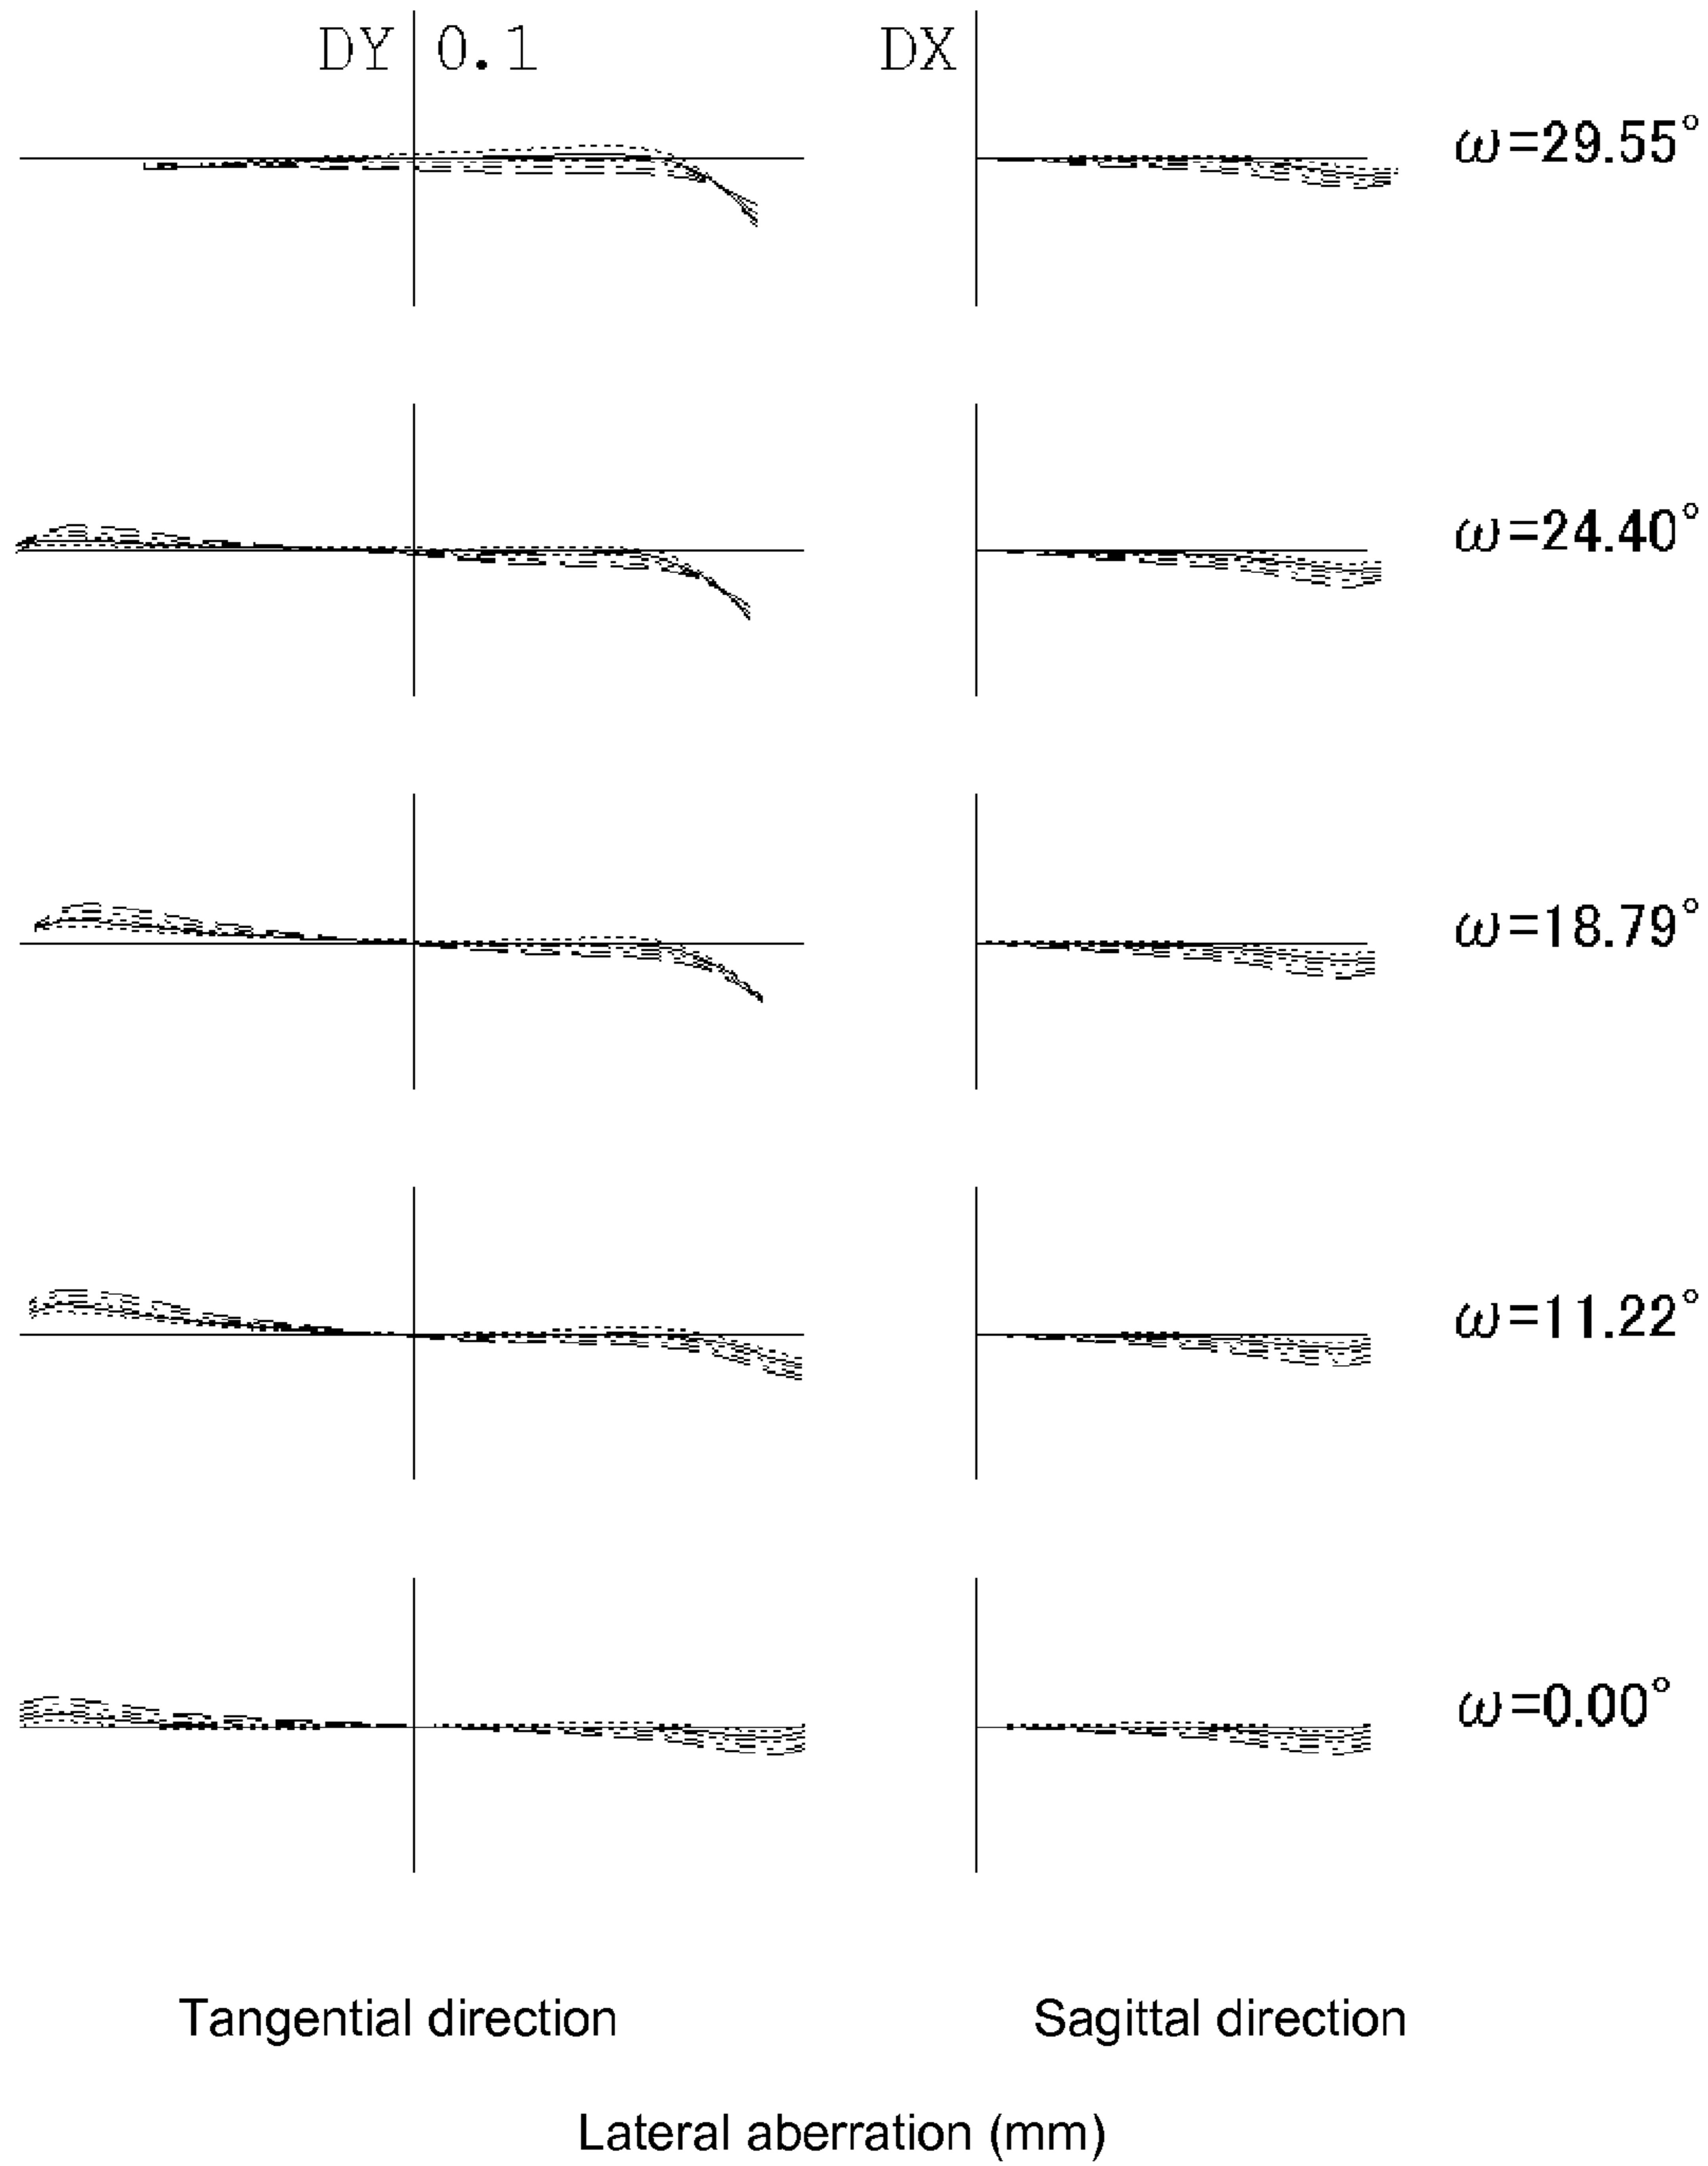 DY 0.1 DX
ω=29.55°
ω=24.40°
ω=18.79°
ω=11.22°
ω=0.00°
Tangential direction Sagittal direction
Lateral aberration (mm)